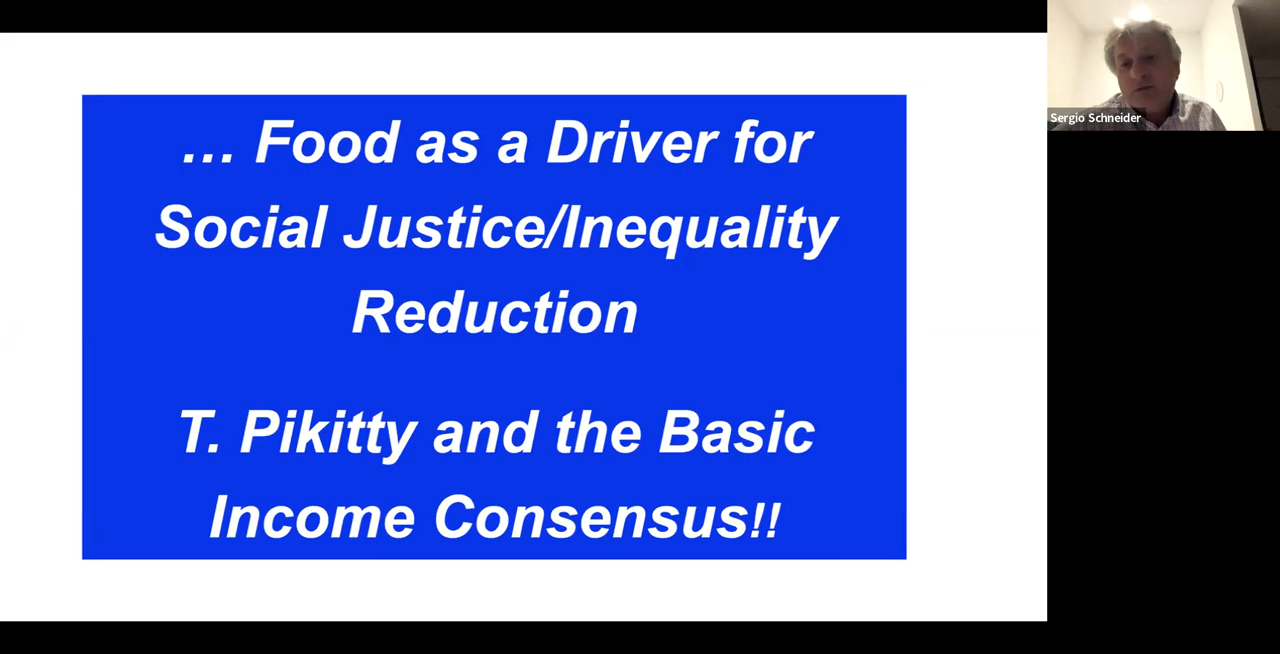 ... Food as a Driver for
Social Justice/Inequality
Reduction
T. Pikitty and the Basic
Income Consensus!!
Sergio Schneider